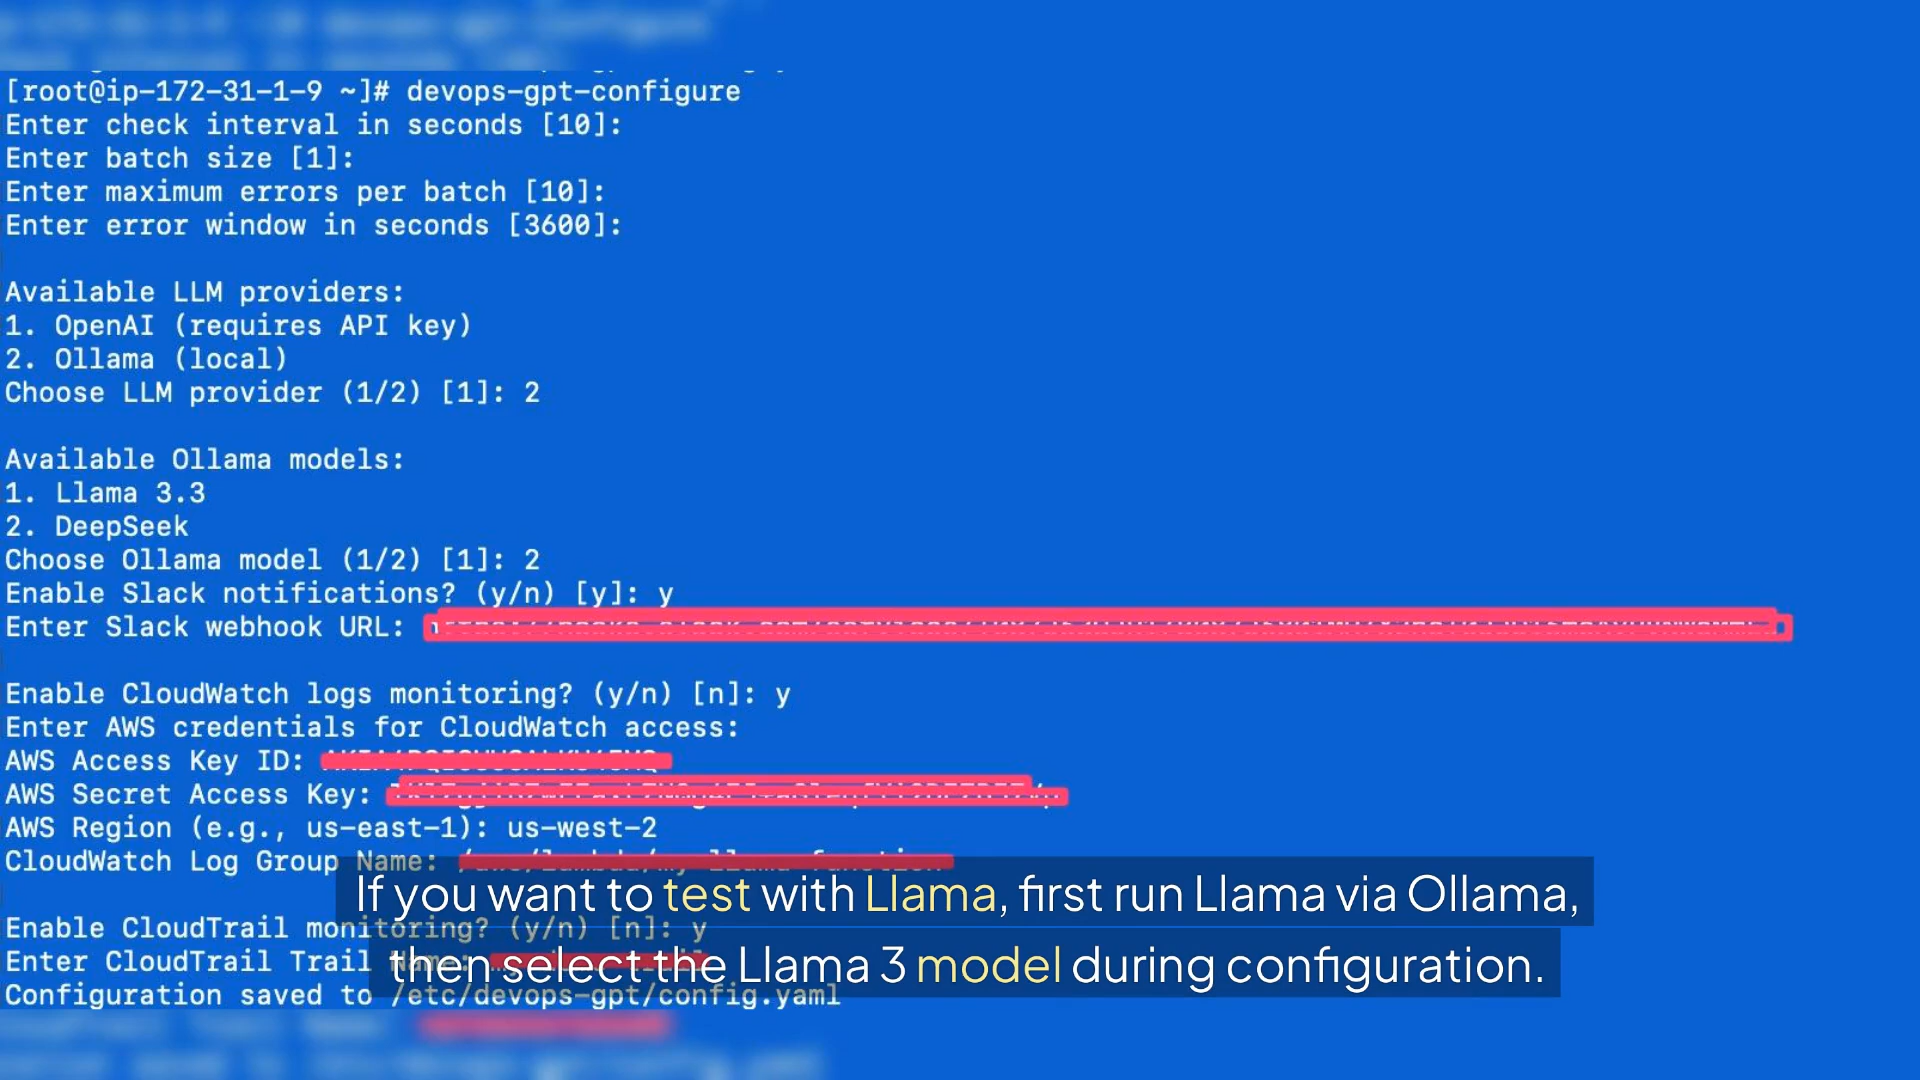 [root@ip-172-31-1-9 ~]# devops-gpt-configure
Enter check interval in seconds [10]:
Enter batch size [1]:
Enter maximum errors per batch [10]:
Enter error window in seconds [3600]:
Available LLM providers:
1. OpenAI (requires API key)
2. Ollama (local)
Choose LLM provider (1/2) [1]: 2
Available Ollama models:
1. Llama 3.3
2. DeepSeek
Choose Ollama model (1/2) [1]: 2
Enable Slack notifications? (y/n) [y]: y
Enter Slack webhook URL:
Enable CloudWatch logs monitoring? (y/n) [n]: y
Enter AWS credentials for CloudWatch access:
AWS Access Key ID:
AWS Secret Access Key:
AWS Region (e.g., us-east-1): us-west-2
CloudWatch Log Group Name:
If you want to test with Llama, first run Llama via Ollama,
Enable CloudTrail monitoring? (y/n) [n]: y
Enter CloudTrail Trail Name:
then select the Llama 3 model during configuration.
Configuration saved to /etc/devops-gpt/config.yaml